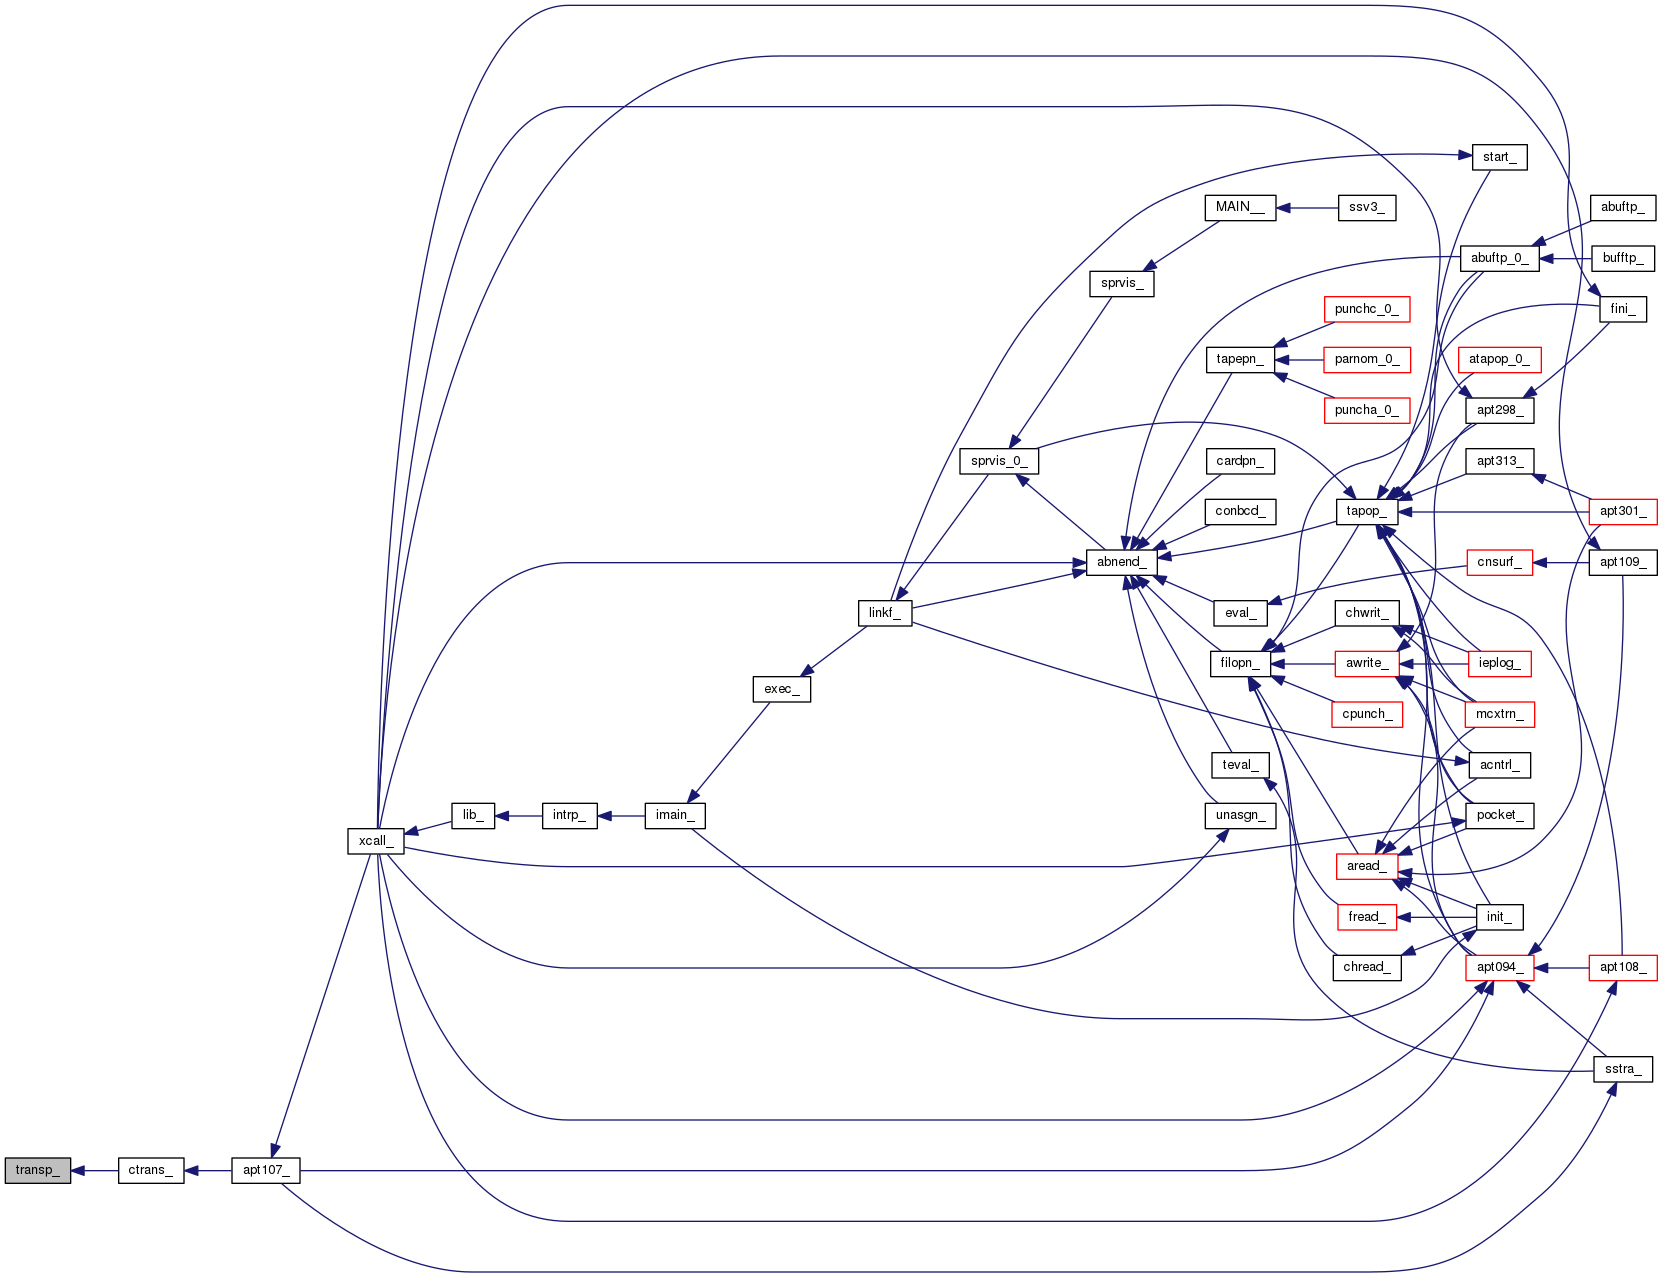 start_
abuftp_
MAIN__
ssv3_
abuftp_0_
bufftp_
sprvis_
punchc_0_
fini_
tapepn_
parnom_0_
atapop_0_
puncha_0_
apt298_
sprvis_0_
cardpn_
apt313_
conbcd_
tapop_
apt301_
abnend_
cnsurf_
apt109_
linkf_
eval_
chwrit_
filopn_
awrite_
ieplog_
exec_
cpunch_
mcxtrn_
teval_
acntrl_
lib_
intrp_
imain_
unasgn_
pocket_
xcall_
aread_
fread_
init_
chread_
apt094_
apt108_
sstra_
transp_
ctrans_
apt107_